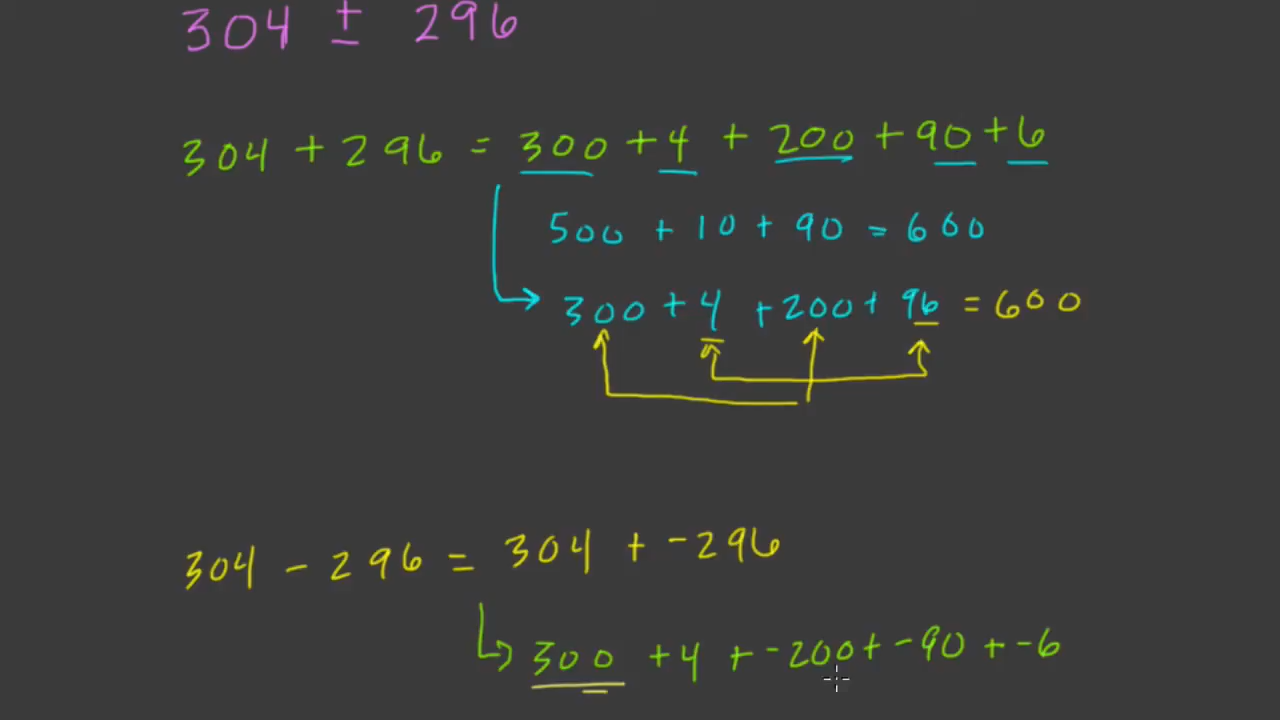 304 ± 296
304 + 296 = 300 + 4 + 200 + 90 + 6
500 + 10 + 90 = 600
300 + 4 + 200 + 96 = 600
304 - 296 = 304 + -296
300 + 4 + -200 + -90 + -6